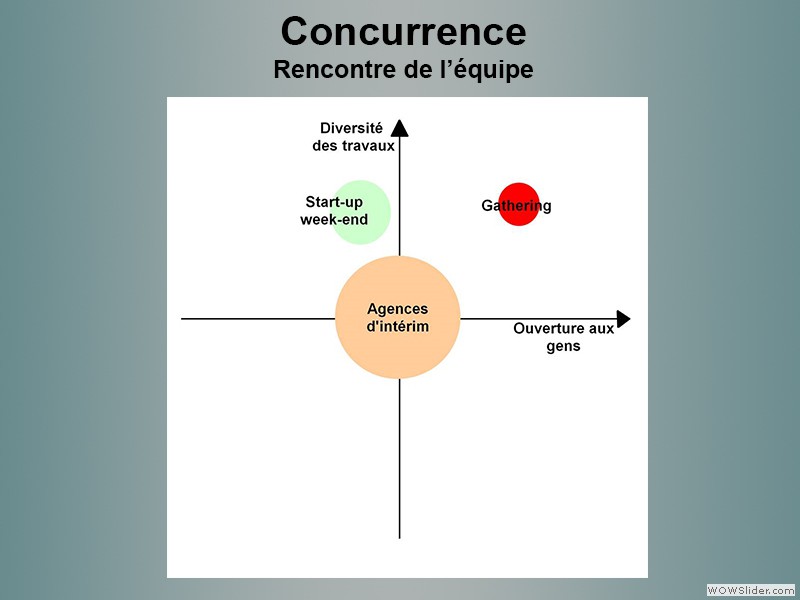 Concurrence
Rencontre de l’équipe
Diversité
des travaux
Start-up
week-end
Gathering
Agences
d'intérim
Ouverture aux
gens
WOWSlider.com